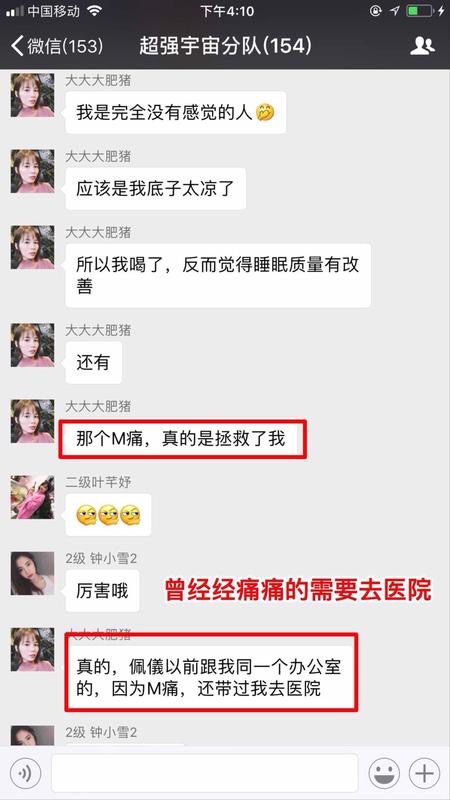 中国移动
下午4:10
微信(153)
超强宇宙分队(154)
大大大肥猪
我是完全没有感觉的人
大大大肥猪
应该是我底子太凉了
大大大肥猪
所以我喝了，反而觉得睡眠质量有改
善
大大大肥猪
还有
大大大肥猪
那个M痛，真的是拯救了我
二级叶芊妤
2级 钟小雪2
厉害哦
曾经经痛痛的需要去医院
大大大肥猪
真的，佩儀以前跟我同一个办公室
的，因为M痛，还带过我去医院
2级 钟小雪2